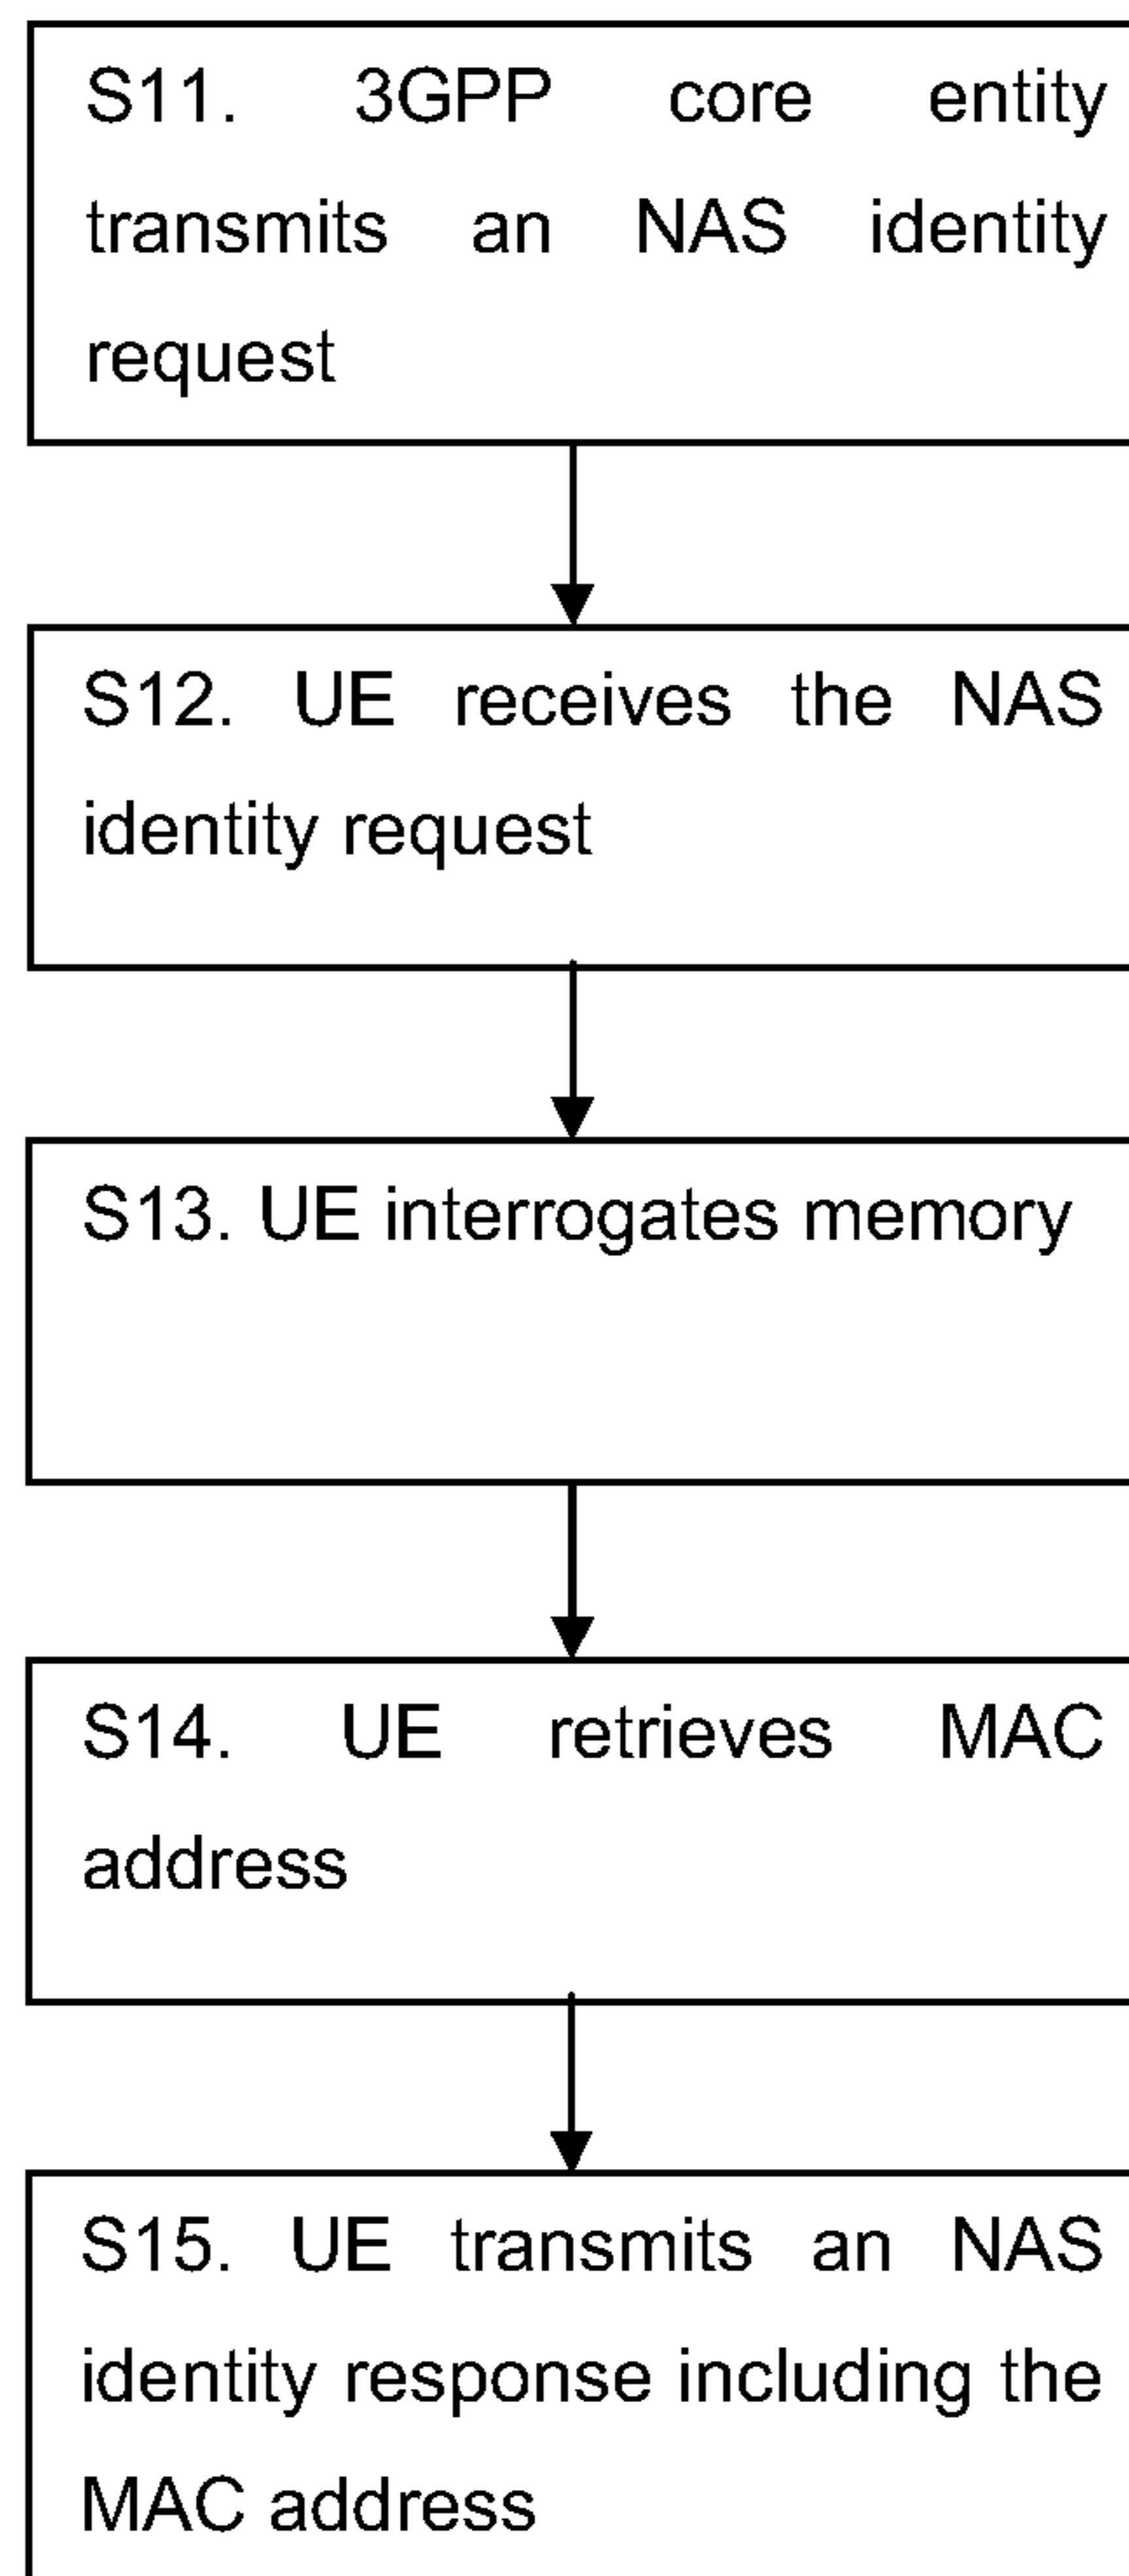 S11. 3GPP core entity
transmits an NAS identity
request
S12. UE receives the NAS
identity request
S13. UE interrogates memory
S14. UE retrieves MAC
address
S15. UE transmits an NAS
identity response including the
MAC address